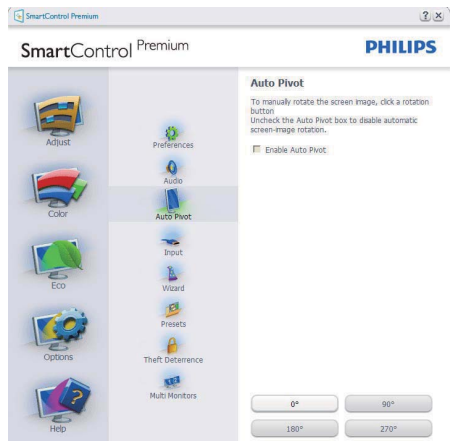 SmartControl Premium
? x
SmartControl Premium
PHILIPS
Adjust
Color
Eco
Options
Help
Preferences
Audio
Auto Pivot
Input
Wizard
Presets
Theft Deterrence
Multi Monitors
Auto Pivot
To manually rotate the screen image, click a rotation
button
Uncheck the Auto Pivot box to disable automatic
screen-image rotation.
Enable Auto Pivot
0° 90°
180° 270°